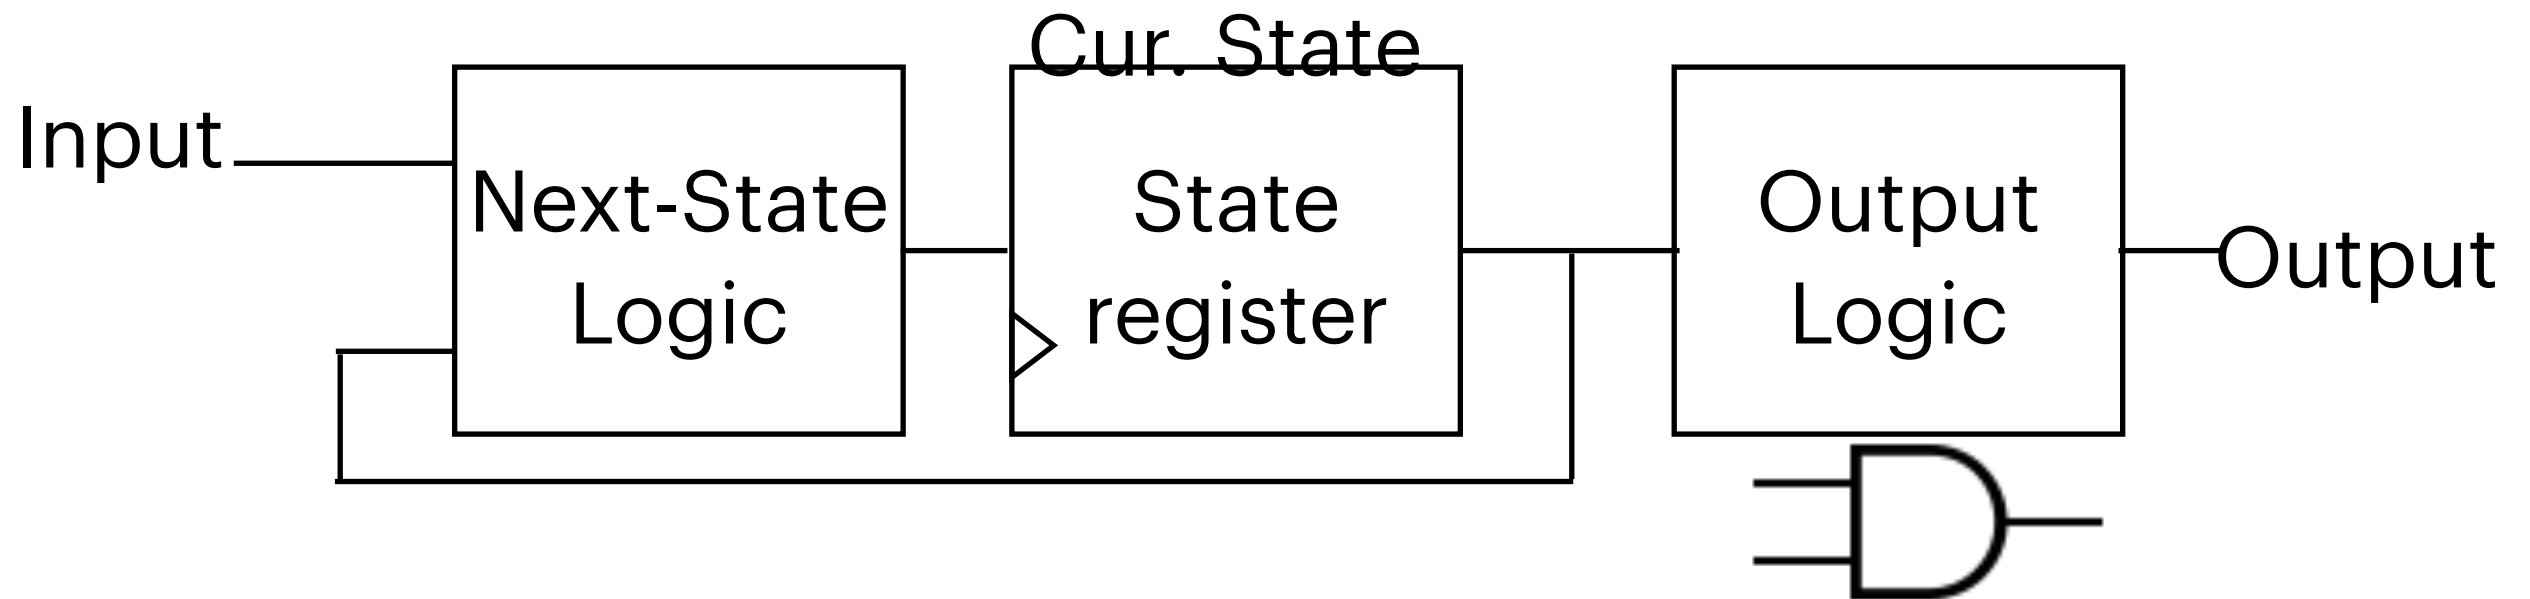 Cur. State
Input
Next-State
Logic
State
register
Output
Logic
Output